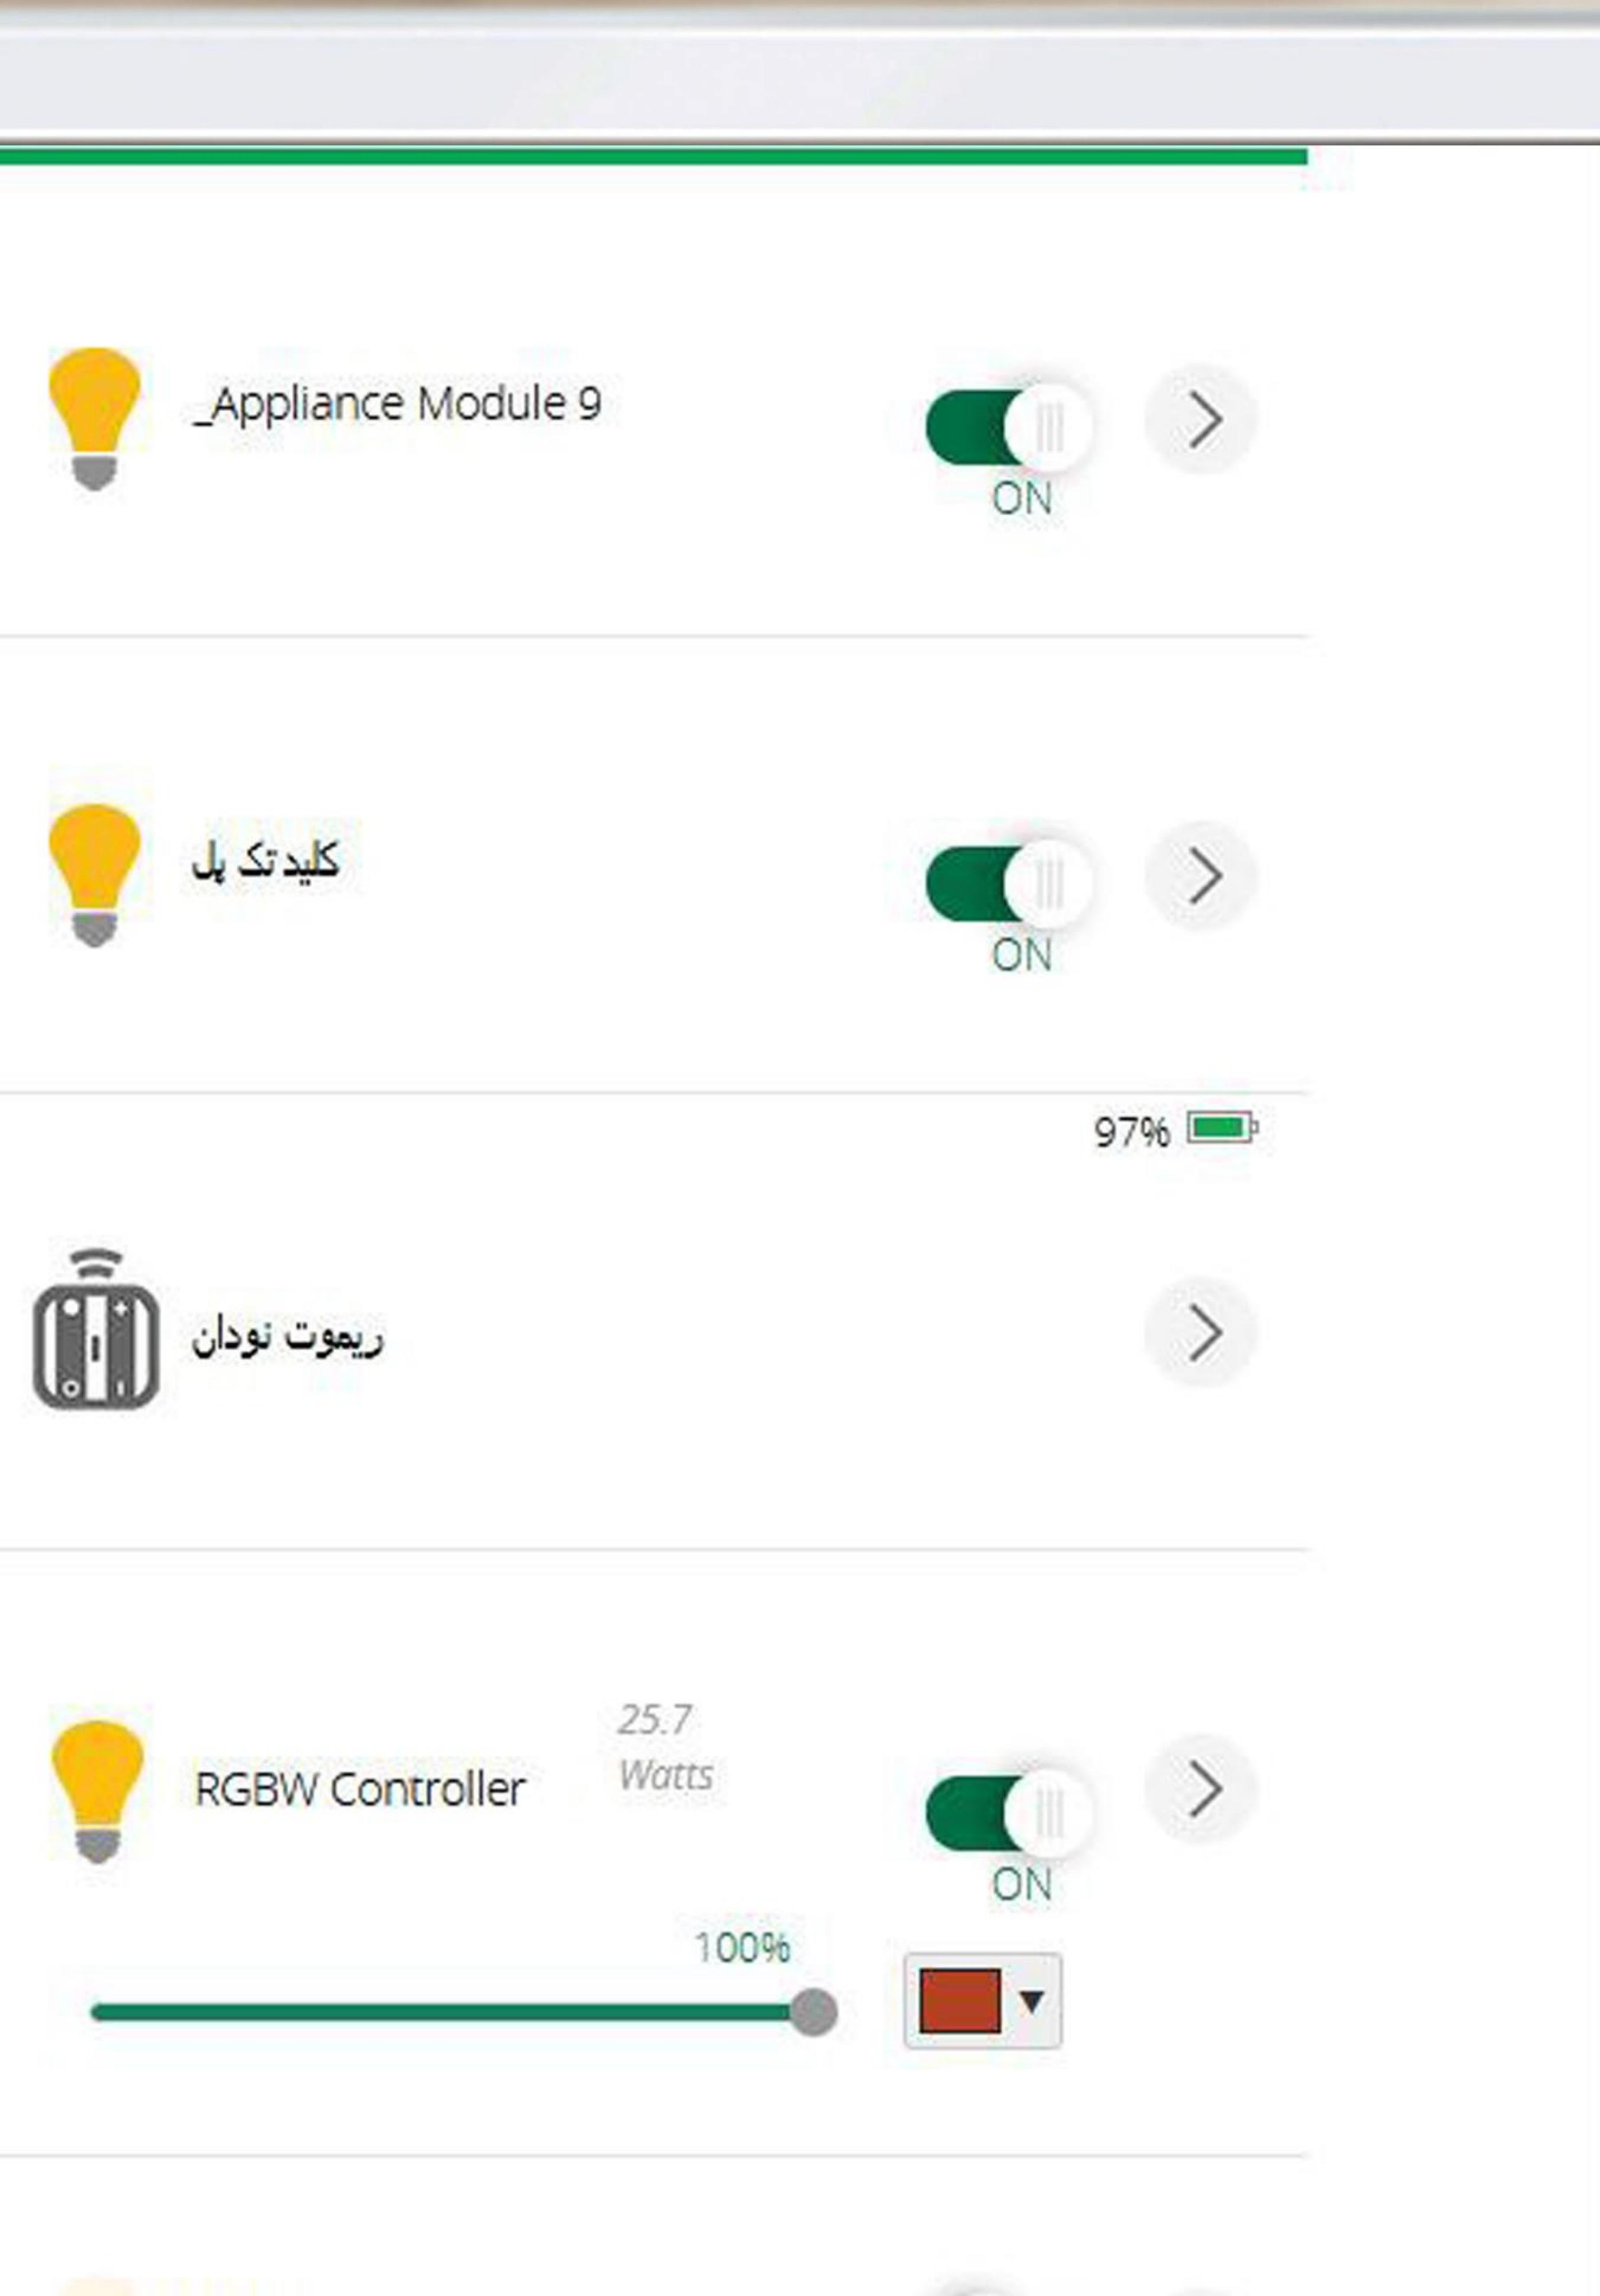 _Appliance Module 9
ON
کلید تک پل
ON
97%
ریموت نودان
25.7
Watts
RGBW Controller
ON
100%